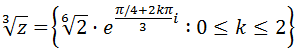 ∛z = {⁶√2 · e^((π/4+2kπ)/3 i) : 0 ≤ k ≤ 2}